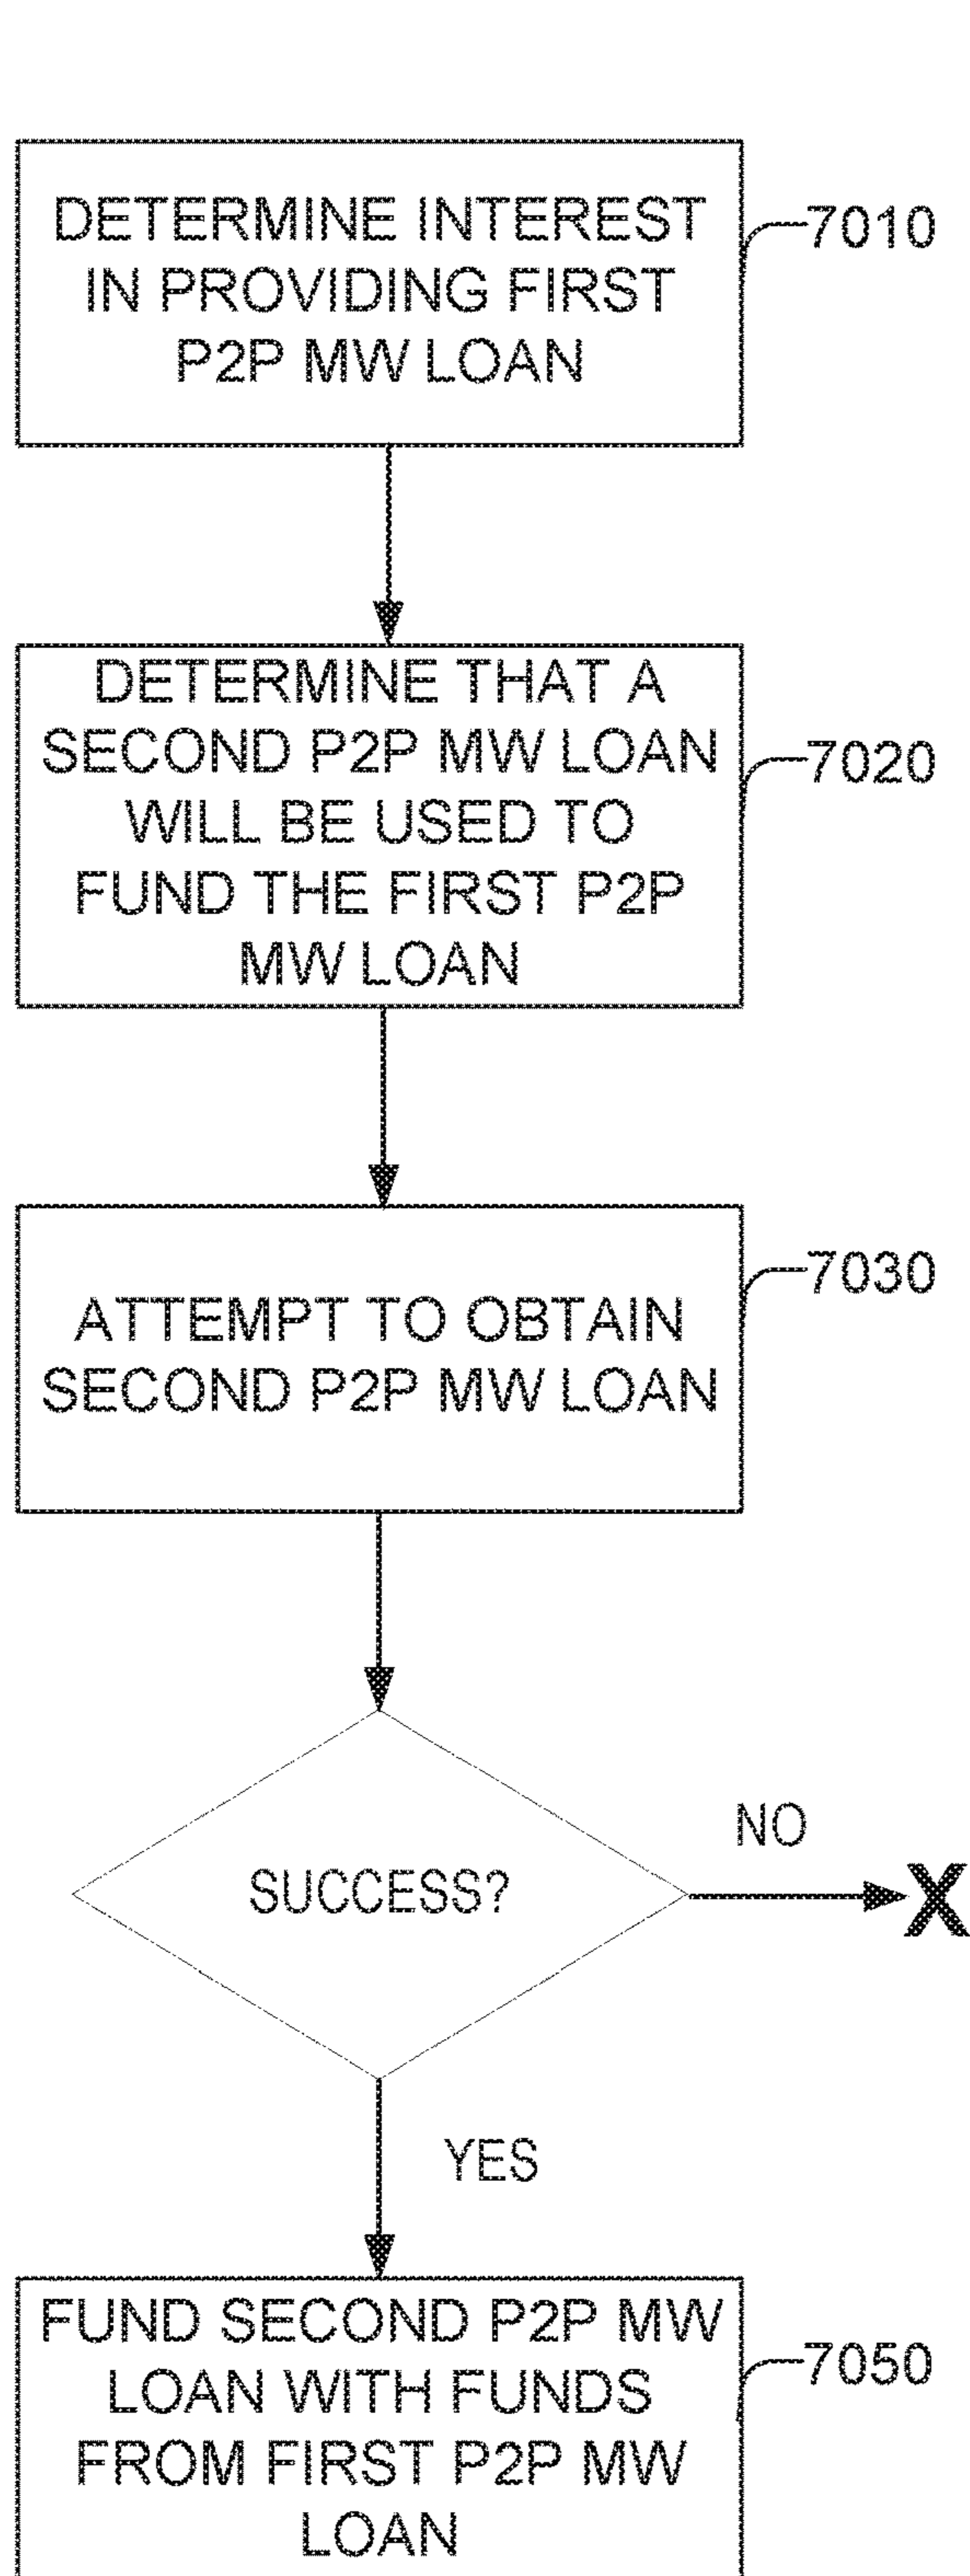 DETERMINE INTEREST
IN PROVIDING FIRST
P2P MW LOAN
7010
DETERMINE THAT A
SECOND P2P MW LOAN
WILL BE USED TO
FUND THE FIRST P2P
MW LOAN
7020
ATTEMPT TO OBTAIN
SECOND P2P MW LOAN
7030
SUCCESS?
NO
X
YES
FUND SECOND P2P MW
LOAN WITH FUNDS
FROM FIRST P2P MW
LOAN
7050